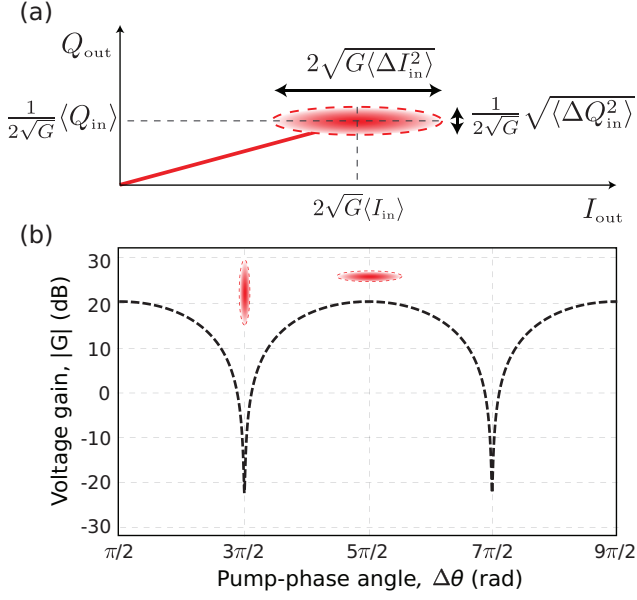 (a)
Q_out
2√G⟨ΔI_in^2⟩
1/2√G ⟨Q_in⟩
1/2√G √⟨ΔQ_in^2⟩
2√G⟨I_in⟩
I_out
(b)
Voltage gain, |G| (dB)
30
20
10
0
-10
-20
-30
π/2 3π/2 5π/2 7π/2 9π/2
Pump-phase angle, Δθ (rad)